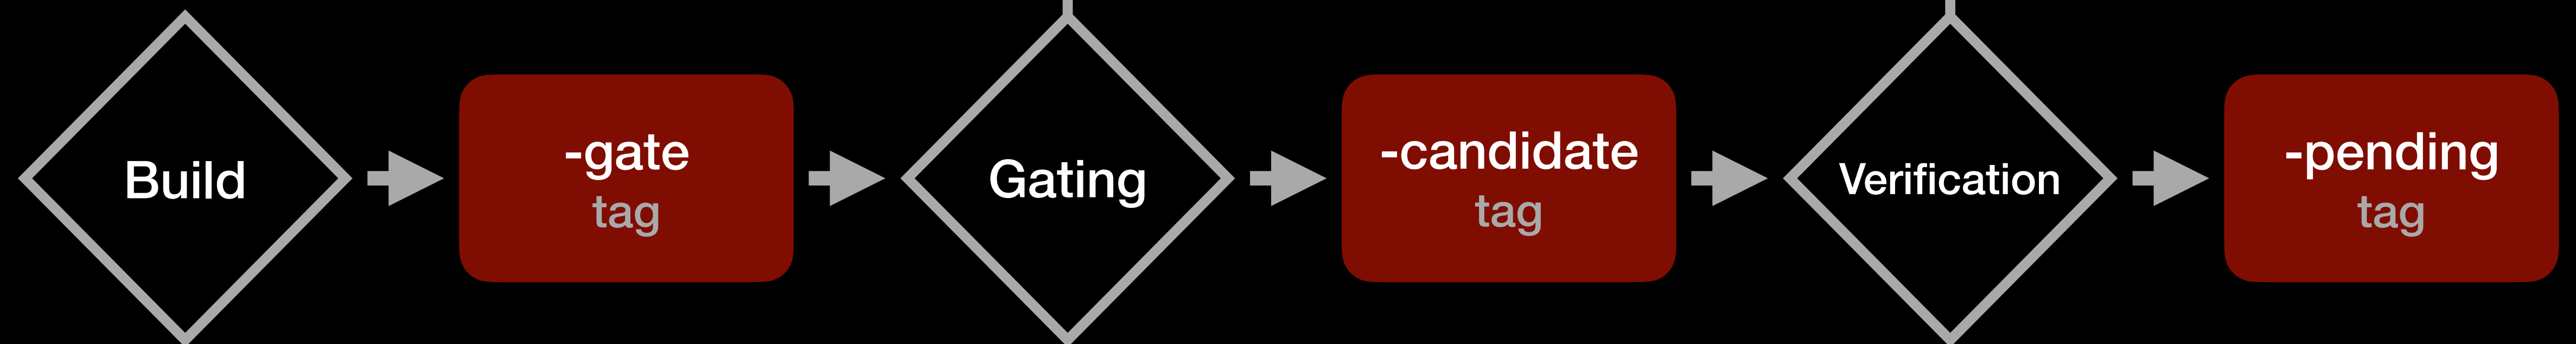 Build
-gate
tag
Gating
-candidate
tag
Verification
-pending
tag